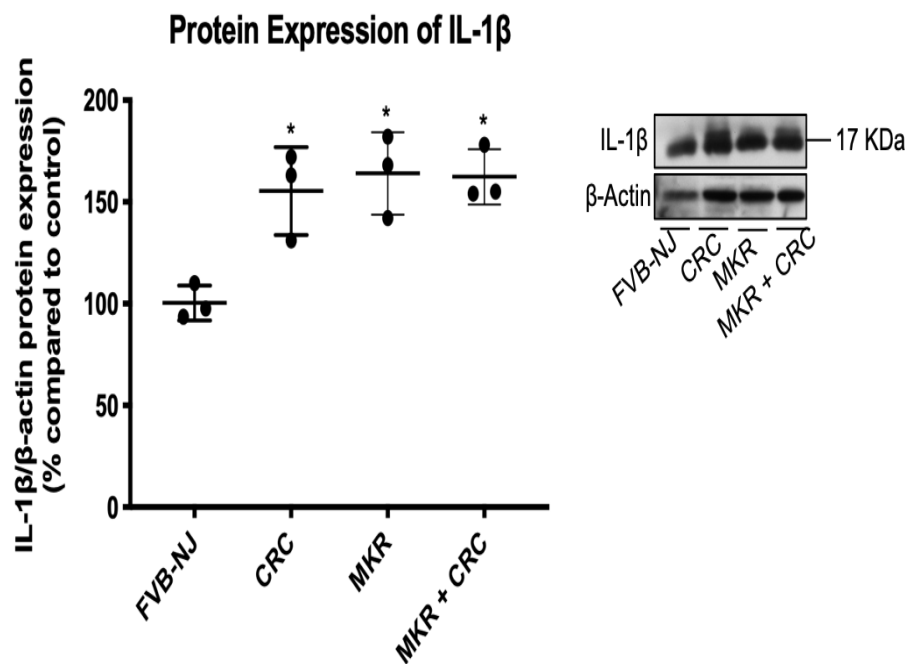 Protein Expression of IL-1β
IL-1β/β-actin protein expression
(% compared to control)
200
150
100
50
0
*
*
*
FVB-NJ
CRC
MKR
MKR + CRC
IL-1β
17 KDa
β-Actin
FVB-NJ
CRC
MKR
MKR + CRC